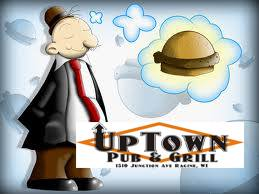 UPTOWN
PUB & GRILL
1510 JUNCTION AVE RACINE, WI